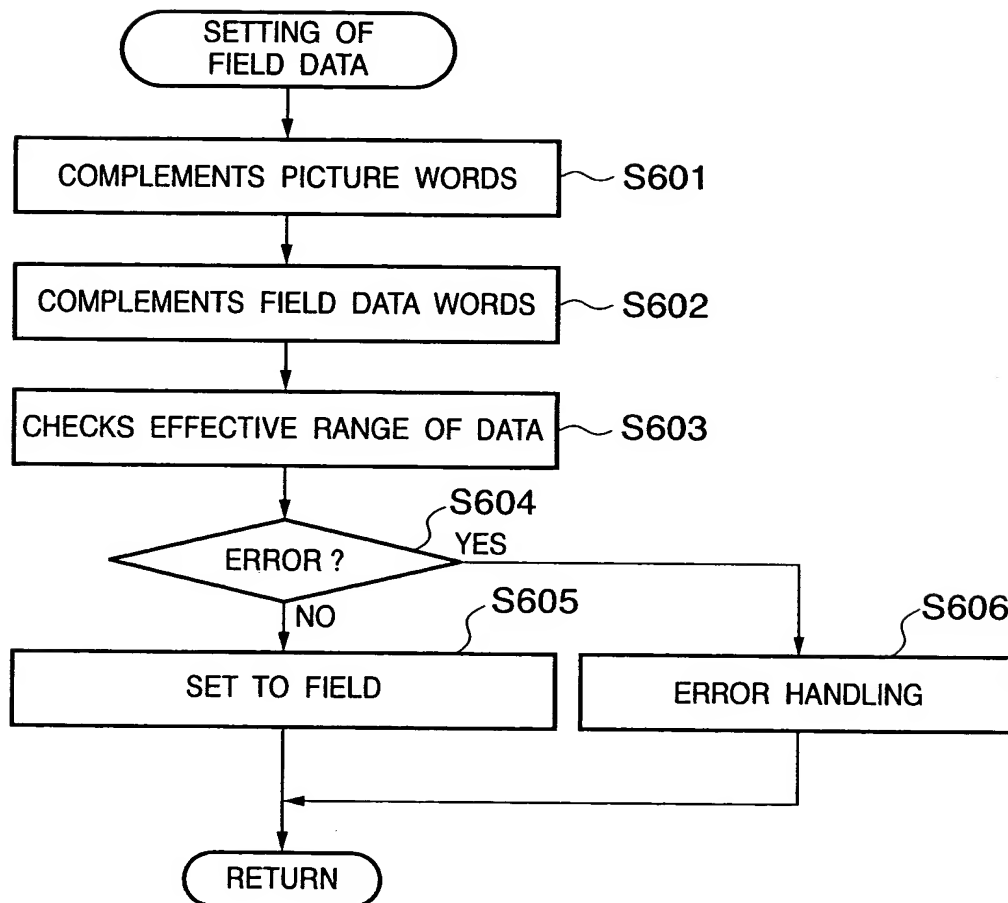 SETTING OF
FIELD DATA
COMPLEMENTS PICTURE WORDS
S601
COMPLEMENTS FIELD DATA WORDS
S602
CHECKS EFFECTIVE RANGE OF DATA
S603
S604
ERROR ?
YES
NO
S605
S606
SET TO FIELD
ERROR HANDLING
RETURN